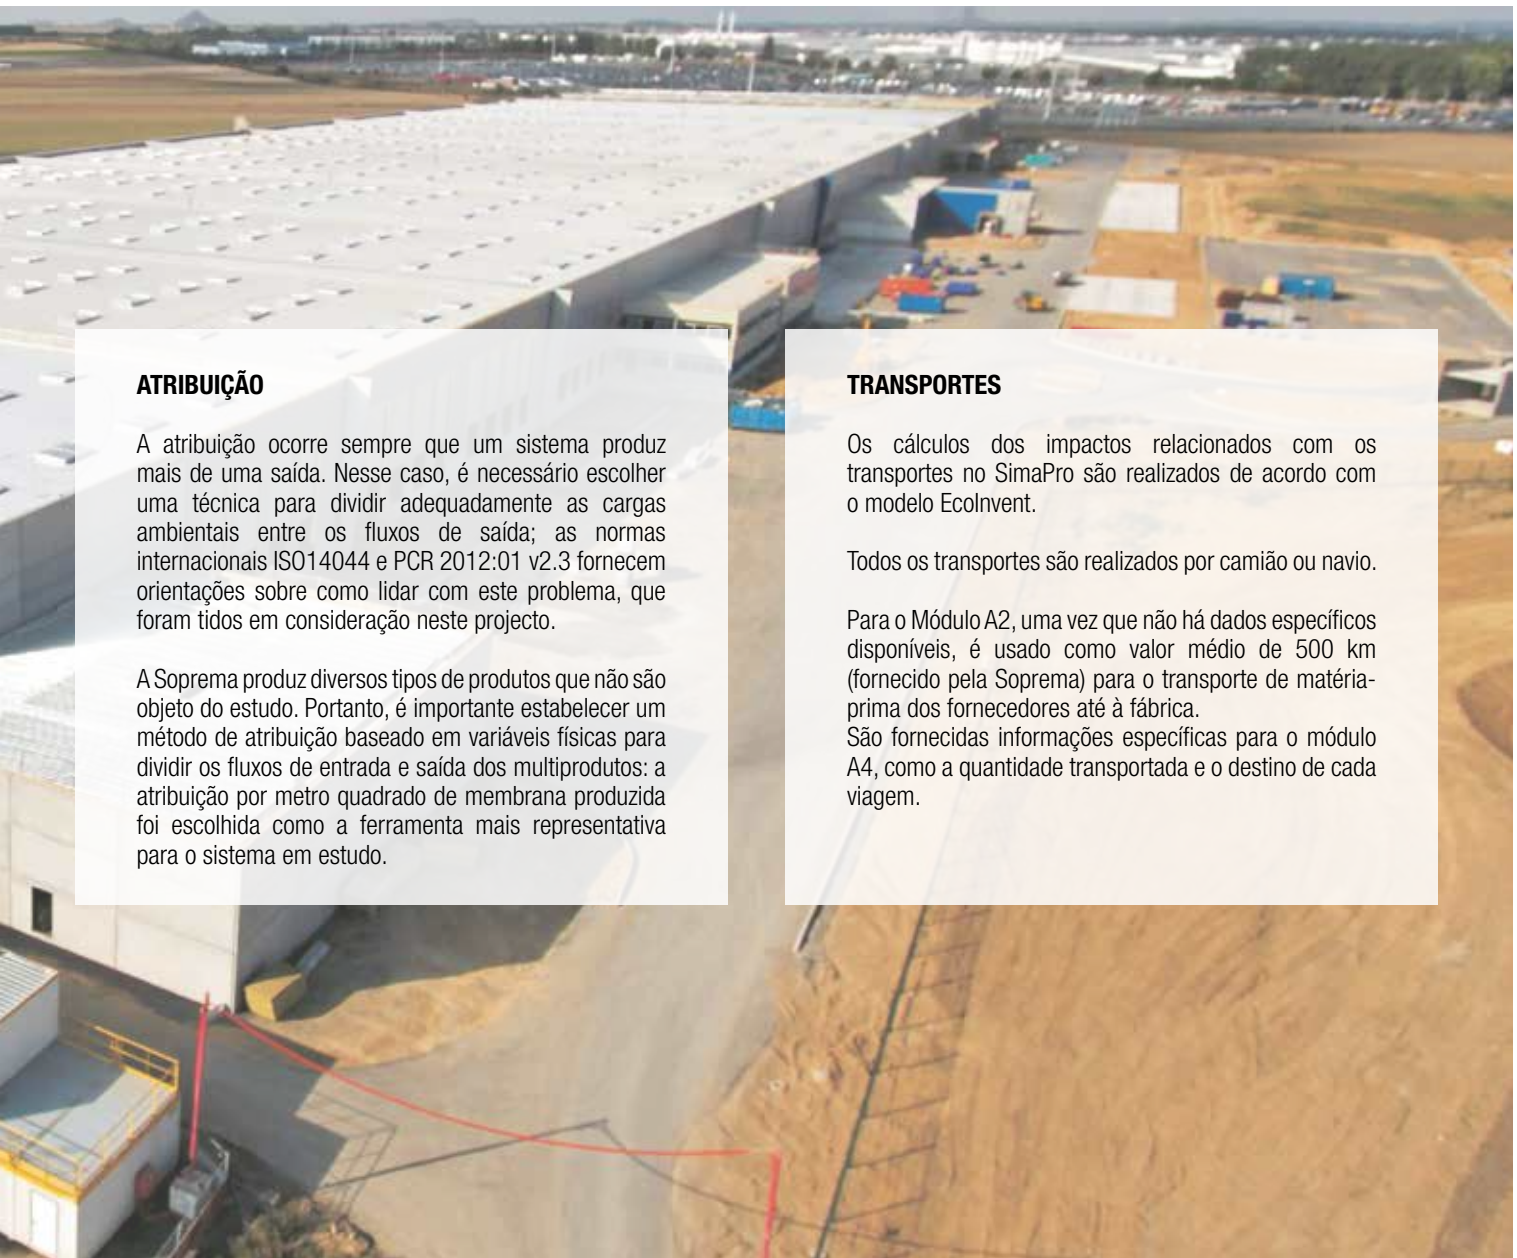 ATRIBUIÇÃO
A atribuição ocorre sempre que um sistema produz
mais de uma saída. Nesse caso, é necessário escolher
uma técnica para dividir adequadamente as cargas
ambientais entre os fluxos de saída; as normas
internacionais ISO14044 e PCR 2012:01 v2.3 fornecem
orientações sobre como lidar com este problema, que
foram tidos em consideração neste projecto.
A Soprema produz diversos tipos de produtos que não são
objeto do estudo. Portanto, é importante estabelecer um
método de atribuição baseado em variáveis físicas para
dividir os fluxos de entrada e saída dos multiprodutos: a
atribuição por metro quadrado de membrana produzida
foi escolhida como a ferramenta mais representativa
para o sistema em estudo.
TRANSPORTES
Os cálculos dos impactos relacionados com os
transportes no SimaPro são realizados de acordo com
o modelo EcoInvent.
Todos os transportes são realizados por camião ou navio.
Para o Módulo A2, uma vez que não há dados específicos
disponíveis, é usado como valor médio de 500 km
(fornecido pela Soprema) para o transporte de matéria-
prima dos fornecedores até à fábrica.
São fornecidas informações específicas para o módulo
A4, como a quantidade transportada e o destino de cada
viagem.